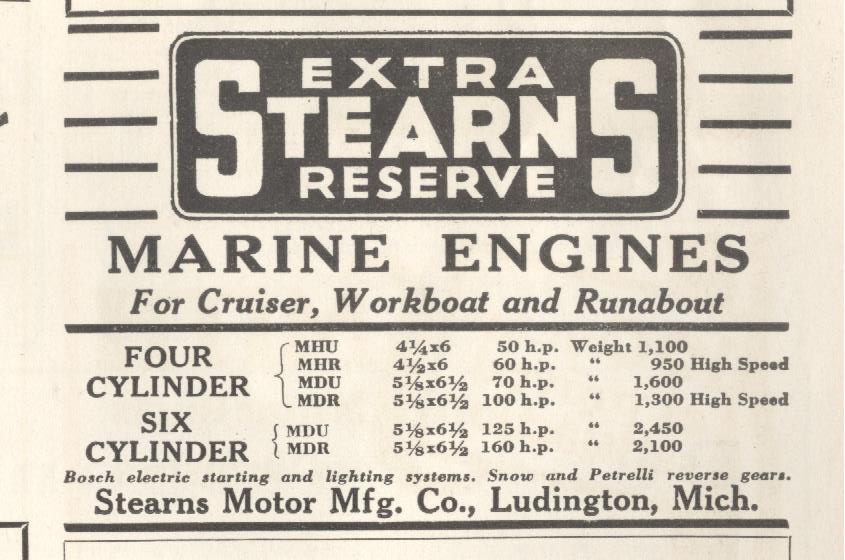 EXTRA
STEARNS
RESERVE
MARINE ENGINES
For Cruiser, Workboat and Runabout
FOUR CYLINDER
MHU 4¼x6 50 h.p. Weight 1,100
MHR 4½x6 60 h.p. “ 950 High Speed
MDU 5⅛x6½ 70 h.p. “ 1,600
MDR 5⅛x6½ 100 h.p. “ 1,300 High Speed
SIX CYLINDER
MDU 5⅛x6½ 125 h.p. “ 2,450
MDR 5⅛x6½ 160 h.p. “ 2,100
Bosch electric starting and lighting systems. Snow and Petrelli reverse gears.
Stearns Motor Mfg. Co., Ludington, Mich.